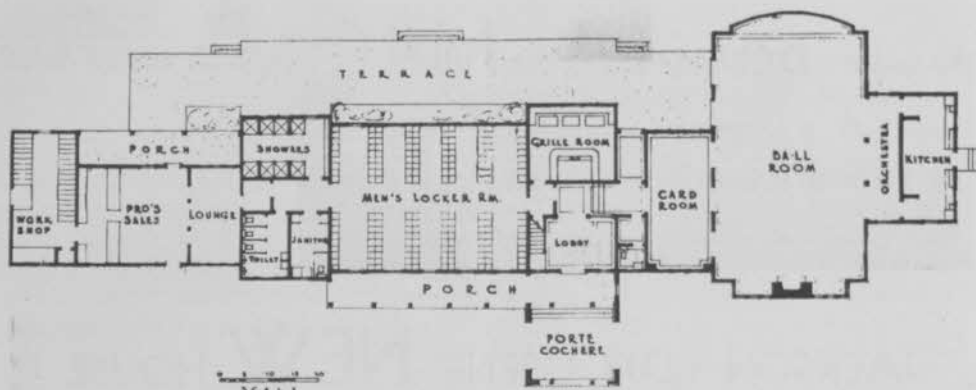 TERRACE
PORCH
SHOWERS
GRILLE ROOM
BALL
ROOM
ORCHESTRA
KITCHEN
WORK
SHOP
PRO'S
SALES
LOUNGE
MEN'S LOCKER RM.
CARD
ROOM
TOILET
JANITOR
LOBBY
PORCH
PORTE
COCHERE
SCALE